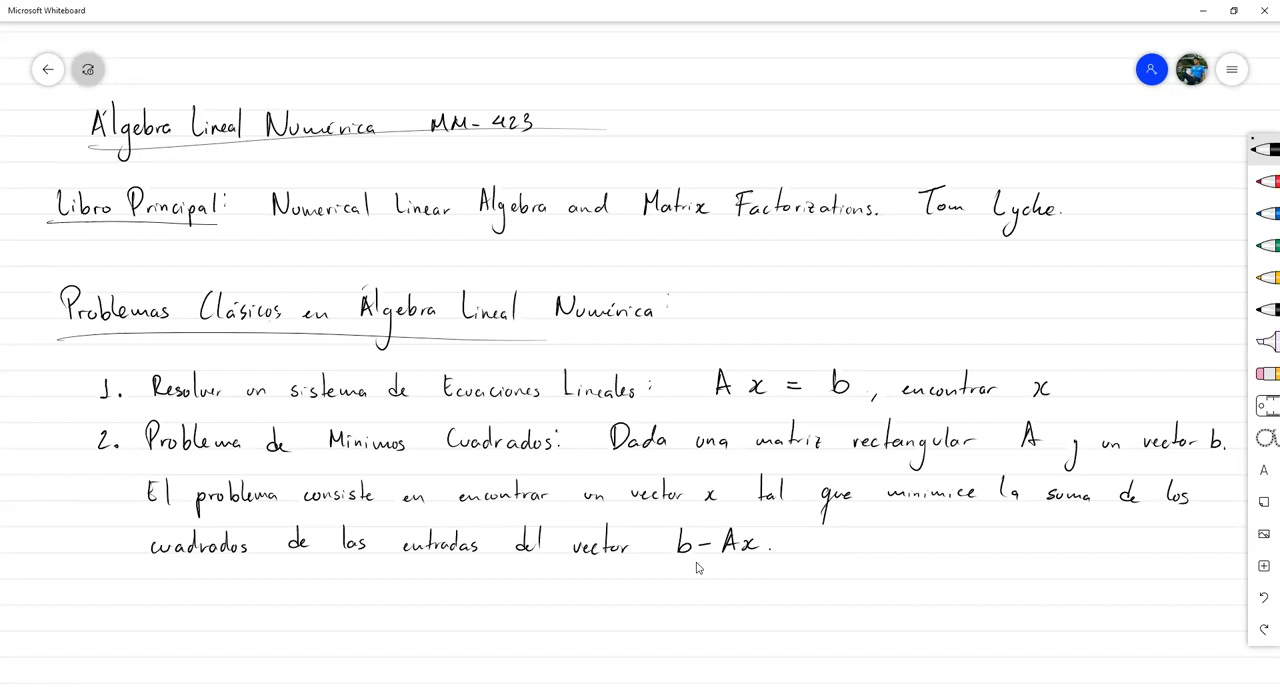 Microsoft Whiteboard
Álgebra Lineal Numérica MM-423
Libro Principal: Numerical Linear Algebra and Matrix Factorizations. Tom Lyche.
Problemas Clásicos en Álgebra Lineal Numérica:
1. Resolver un sistema de Ecuaciones Lineales: A x = b, encontrar x
2. Problema de Mínimos Cuadrados: Dada una matriz rectangular A y un vector b.
El problema consiste en encontrar un vector x tal que minimice la suma de los
cuadrados de las entradas del vector b-Ax.
A